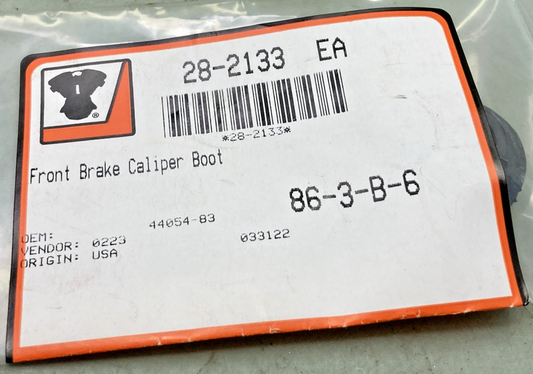 28-2133 EA
*28-2133*
Front Brake Caliper Boot
86-3-B-6
OEM: 44054-83
VENDOR: 0223 033122
ORIGIN: USA
®